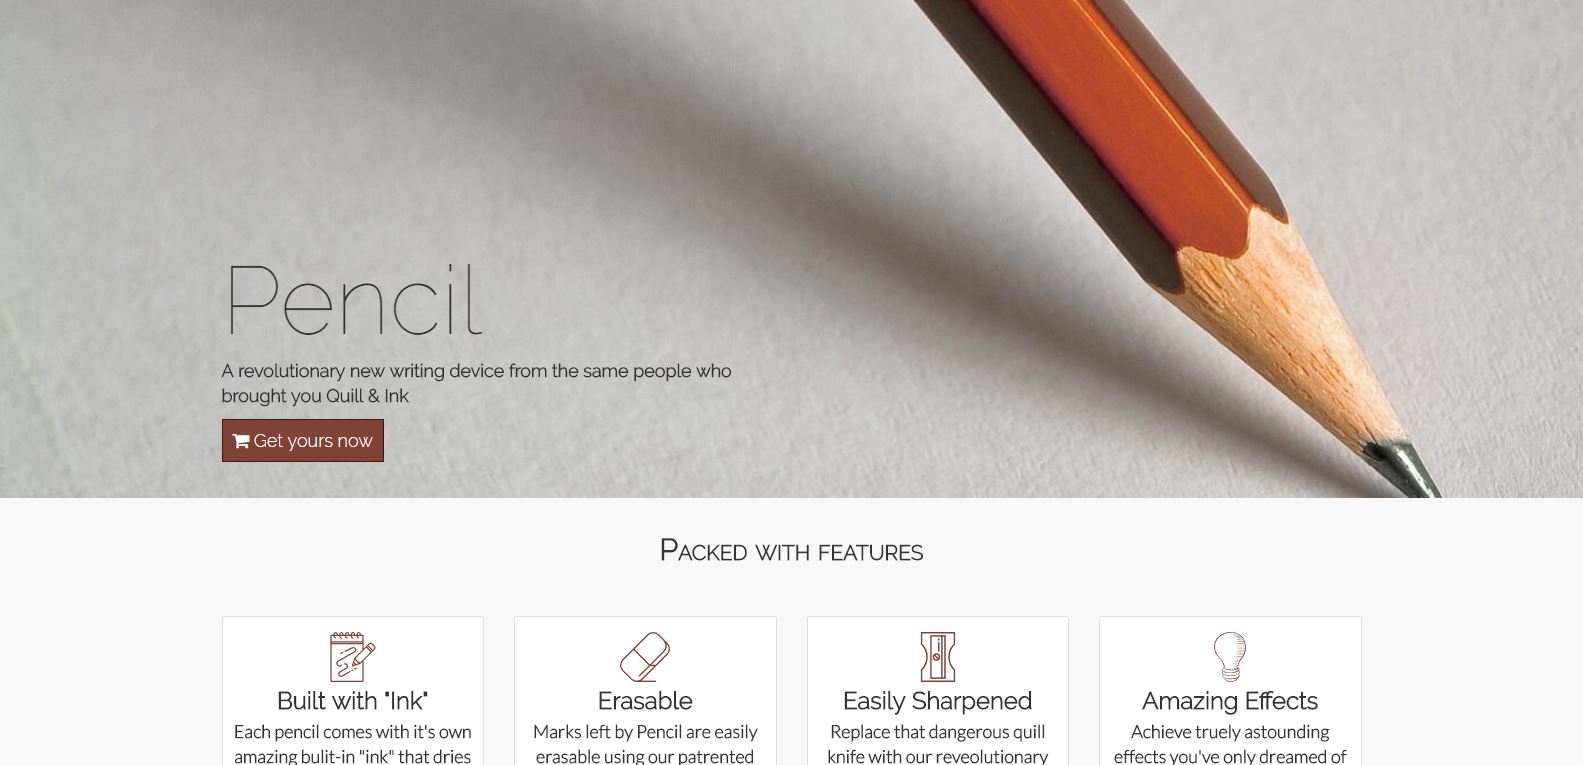 Pencil
A revolutionary new writing device from the same people who
brought you Quill & Ink
Get yours now
Packed with features
Built with "Ink"
Each pencil comes with it's own
amazing bulit-in "ink" that dries
Erasable
Marks left by Pencil are easily
erasable using our patrented
Easily Sharpened
Replace that dangerous quill
knife with our reveolutionary
Amazing Effects
Achieve truely astounding
effects you've only dreamed of